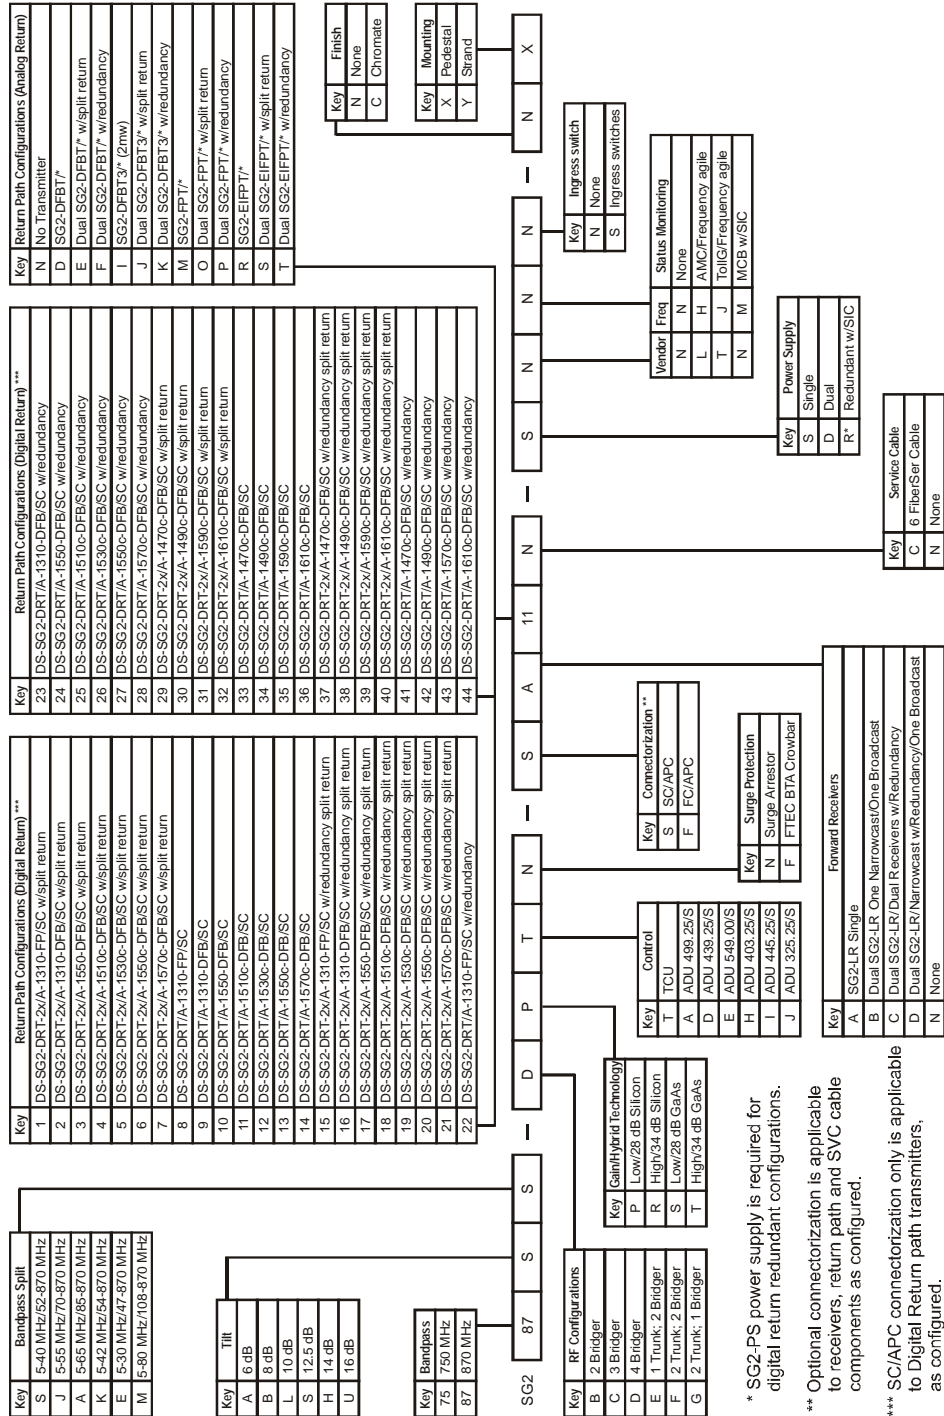 Key Bandpass Split
S 5-40 MHz/52-870 MHz
J 5-55 MHz/70-870 MHz
A 5-65 MHz/85-870 MHz
K 5-42 MHz/54-870 MHz
E 5-30 MHz/47-870 MHz
M 5-80 MHz/108-870 MHz
Key Tilt
A 6 dB
B 8 dB
L 10 dB
S 12.5 dB
H 14 dB
U 16 dB
Key Bandpass
75 750 MHz
87 870 MHz
Key Return Path Configurations (Digital Return) ***
1 DS-SG2-DRT-2x/A-1310-FP/SC w/split return
2 DS-SG2-DRT-2x/A-1310-DFB/SC w/split return
3 DS-SG2-DRT-2x/A-1550-DFB/SC w/split return
4 DS-SG2-DRT-2x/A-1510c-DFB/SC w/split return
5 DS-SG2-DRT-2x/A-1530c-DFB/SC w/split return
6 DS-SG2-DRT-2x/A-1550c-DFB/SC w/split return
7 DS-SG2-DRT-2x/A-1570c-DFB/SC w/split return
8 DS-SG2-DRT/A-1310-FP/SC
9 DS-SG2-DRT/A-1310-DFB/SC
10 DS-SG2-DRT/A-1550-DFB/SC
11 DS-SG2-DRT/A-1510c-DFB/SC
12 DS-SG2-DRT/A-1530c-DFB/SC
13 DS-SG2-DRT/A-1550c-DFB/SC
14 DS-SG2-DRT/A-1570c-DFB/SC
15 DS-SG2-DRT-2x/A-1310-FP/SC w/redundancy split return
16 DS-SG2-DRT-2x/A-1310-DFB/SC w/redundancy split return
17 DS-SG2-DRT-2x/A-1550-DFB/SC w/redundancy split return
18 DS-SG2-DRT-2x/A-1510c-DFB/SC w/redundancy split return
19 DS-SG2-DRT-2x/A-1530c-DFB/SC w/redundancy split return
20 DS-SG2-DRT-2x/A-1550c-DFB/SC w/redundancy split return
21 DS-SG2-DRT-2x/A-1570c-DFB/SC w/redundancy split return
22 DS-SG2-DRT/A-1310-FP/SC w/redundancy
Key Return Path Configurations (Digital Return) ***
23 DS-SG2-DRT/A-1310-DFB/SC w/redundancy
24 DS-SG2-DRT/A-1550-DFB/SC w/redundancy
25 DS-SG2-DRT/A-1510c-DFB/SC w/redundancy
26 DS-SG2-DRT/A-1530c-DFB/SC w/redundancy
27 DS-SG2-DRT/A-1550c-DFB/SC w/redundancy
28 DS-SG2-DRT/A-1570c-DFB/SC w/redundancy
29 DS-SG2-DRT-2x/A-1470c-DFB/SC w/split return
30 DS-SG2-DRT-2x/A-1490c-DFB/SC w/split return
31 DS-SG2-DRT-2x/A-1590c-DFB/SC w/split return
32 DS-SG2-DRT-2x/A-1610c-DFB/SC w/split return
33 DS-SG2-DRT/A-1470c-DFB/SC
34 DS-SG2-DRT/A-1490c-DFB/SC
35 DS-SG2-DRT/A-1590c-DFB/SC
36 DS-SG2-DRT/A-1610c-DFB/SC
37 DS-SG2-DRT-2x/A-1470c-DFB/SC w/redundancy split return
38 DS-SG2-DRT-2x/A-1490c-DFB/SC w/redundancy split return
39 DS-SG2-DRT-2x/A-1590c-DFB/SC w/redundancy split return
40 DS-SG2-DRT-2x/A-1610c-DFB/SC w/redundancy split return
41 DS-SG2-DRT/A-1470c-DFB/SC w/redundancy
42 DS-SG2-DRT/A-1490c-DFB/SC w/redundancy
43 DS-SG2-DRT/A-1570c-DFB/SC w/redundancy
44 DS-SG2-DRT/A-1610c-DFB/SC w/redundancy
Key Return Path Configurations (Analog Return)
N No Transmitter
D SG2-DFBT/*
E Dual SG2-DFBT/* w/split return
F Dual SG2-DFBT/* w/redundancy
I SG2-DFBT3/* (2mw)
J Dual SG2-DFBT3/* w/split return
K Dual SG2-DFBT3/* w/redundancy
M SG2-FPT/*
O Dual SG2-FPT/* w/split return
P Dual SG2-FPT/* w/redundancy
R SG2-EIFPT/*
S Dual SG2-EIFPT/* w/split return
T Dual SG2-EIFPT/* w/redundancy
Key Finish
N None
C Chromate
Key Mounting
X Pedestal
Y Strand
SG2 87 S S – D P T N – S A 11 N – S N N N – N X
Key RF Configurations
B 2 Bridger
C 3 Bridger
D 4 Bridger
E 1 Trunk; 2 Bridger
F 2 Trunk; 2 Bridger
G 2 Trunk; 1 Bridger
Key Gain/Hybrid Technology
P Low/28 dB Silicon
R High/34 dB Silicon
S Low/28 dB GaAs
T High/34 dB GaAs
Key Control
T TCU
A ADU 499.25/S
D ADU 439.25/S
E ADU 549.00/S
H ADU 403.25/S
I ADU 445.25/S
J ADU 325.25/S
Key Surge Protection
N Surge Arrestor
F FTEC BTA Crowbar
Key Connectorization **
S SC/APC
F FC/APC
Key Forward Receivers
A SG2-LR Single
B Dual SG2-LR One Narrowcast/One Broadcast
C Dual SG2-LR/Dual Receivers w/Redundancy
D Dual SG2-LR/Narrowcast w/Redundancy/One Broadcast
N None
Key Service Cable
C 6 FiberSer Cable
N None
Key Power Supply
S Single
D Dual
R* Redundant w/SIC
Vendor Freq Status Monitoring
N N None
L H AMC/Frequency agile
T J TollG/Frequency agile
N M MCB w/SIC
Key Ingress switch
N None
S Ingress switches
* SG2-PS power supply is required for
digital return redundant configurations.
** Optional connectorization is applicable
to receivers, return path and SVC cable
components as configured.
*** SC/APC connectorization only is applicable
to Digital Return path transmitters,
as configured.